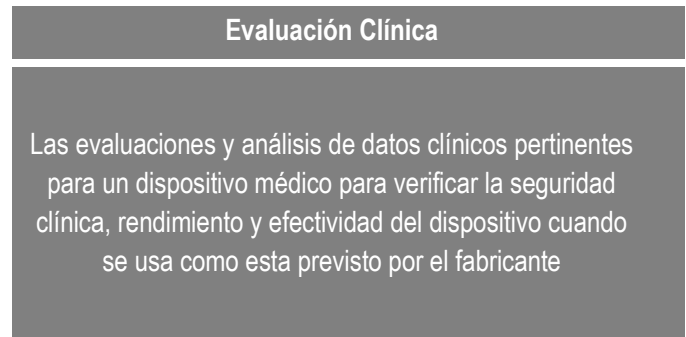 Evaluación Clínica
Las evaluaciones y análisis de datos clínicos pertinentes
para un dispositivo médico para verificar la seguridad
clínica, rendimiento y efectividad del dispositivo cuando
se usa como esta previsto por el fabricante